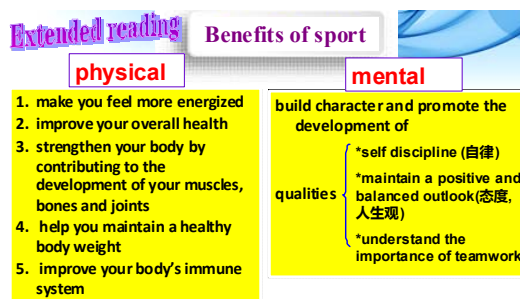 Extended reading
Benefits of sport
physical
1. make you feel more energized
2. improve your overall health
3. strengthen your body by
contributing to the
development of your muscles,
bones and joints
4. help you maintain a healthy
body weight
5. improve your body's immune
system
mental
build character and promote the
development of
qualities
*self discipline (自律)
*maintain a positive and
balanced outlook(态度,
人生观)
*understand the
importance of teamwork